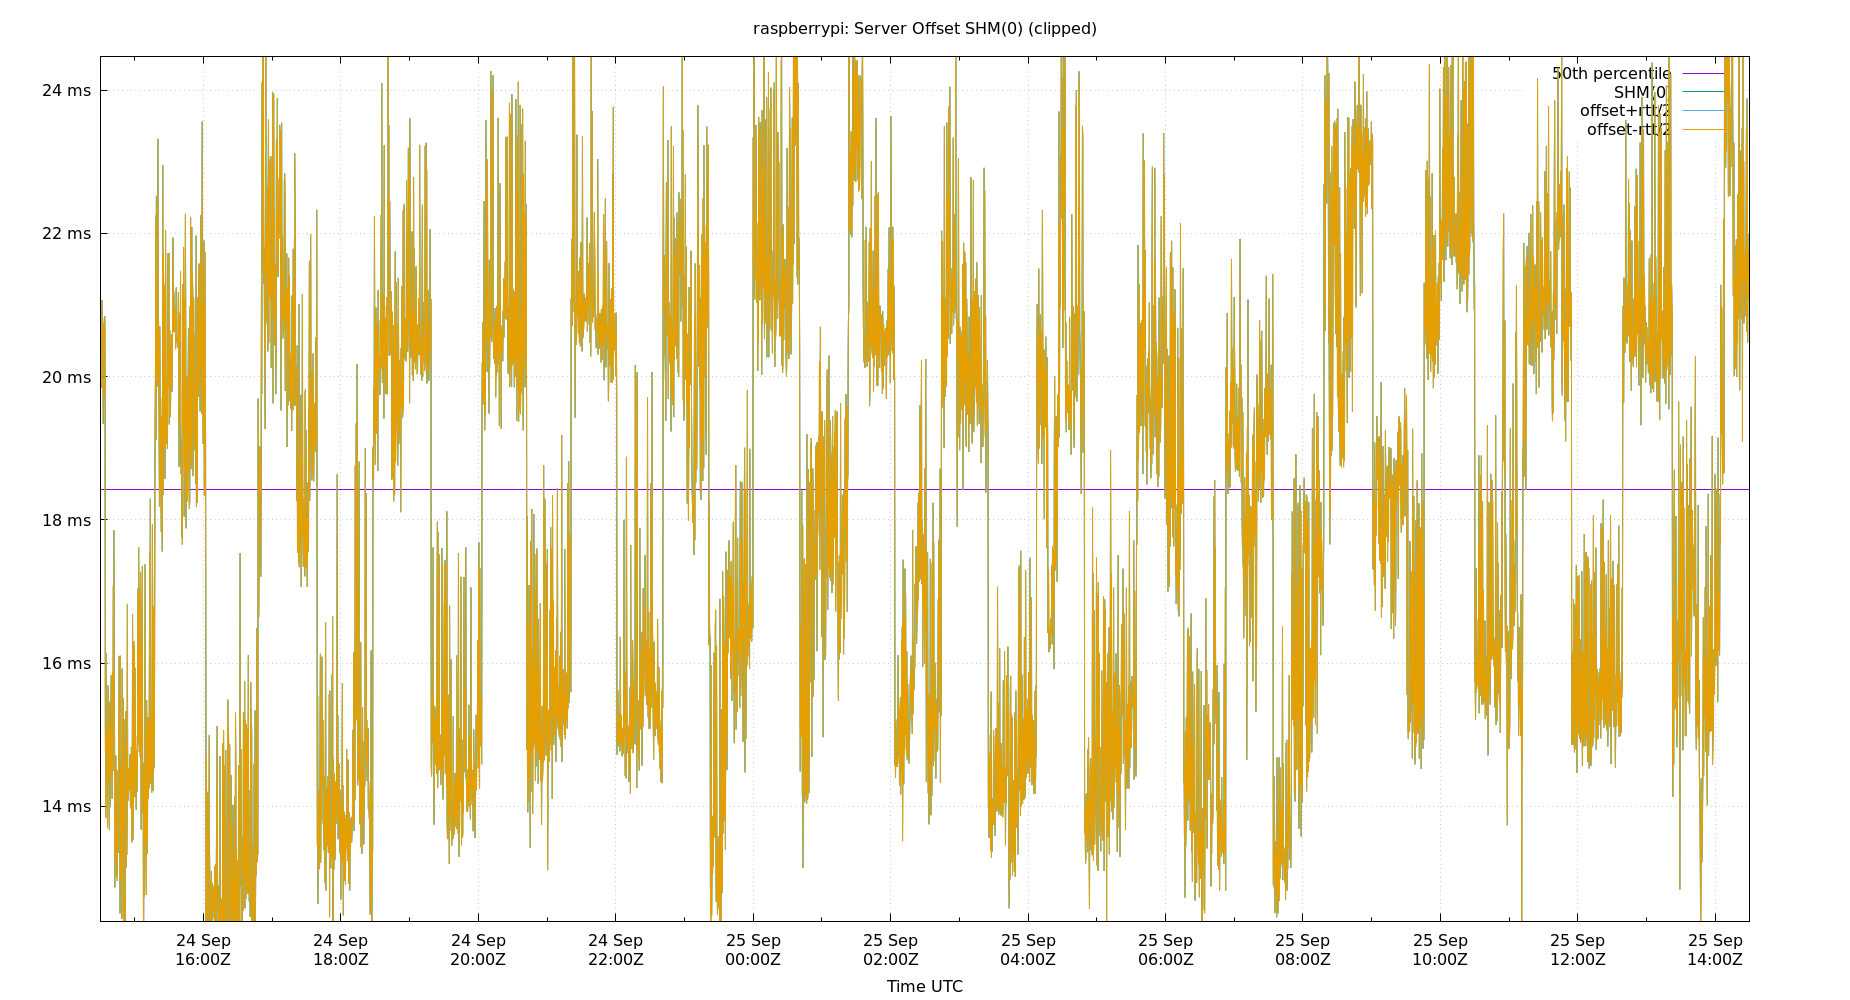 raspberrypi: Server Offset SHM(0) (clipped)
50th percentile
SHM(0)
offset+rtt/2
offset-rtt/2
24 ms
22 ms
20 ms
18 ms
16 ms
14 ms
24 Sep 24 Sep 24 Sep 24 Sep 25 Sep 25 Sep 25 Sep 25 Sep 25 Sep 25 Sep 25 Sep 25 Sep
16:00Z 18:00Z 20:00Z 22:00Z 00:00Z 02:00Z 04:00Z 06:00Z 08:00Z 10:00Z 12:00Z 14:00Z
Time UTC